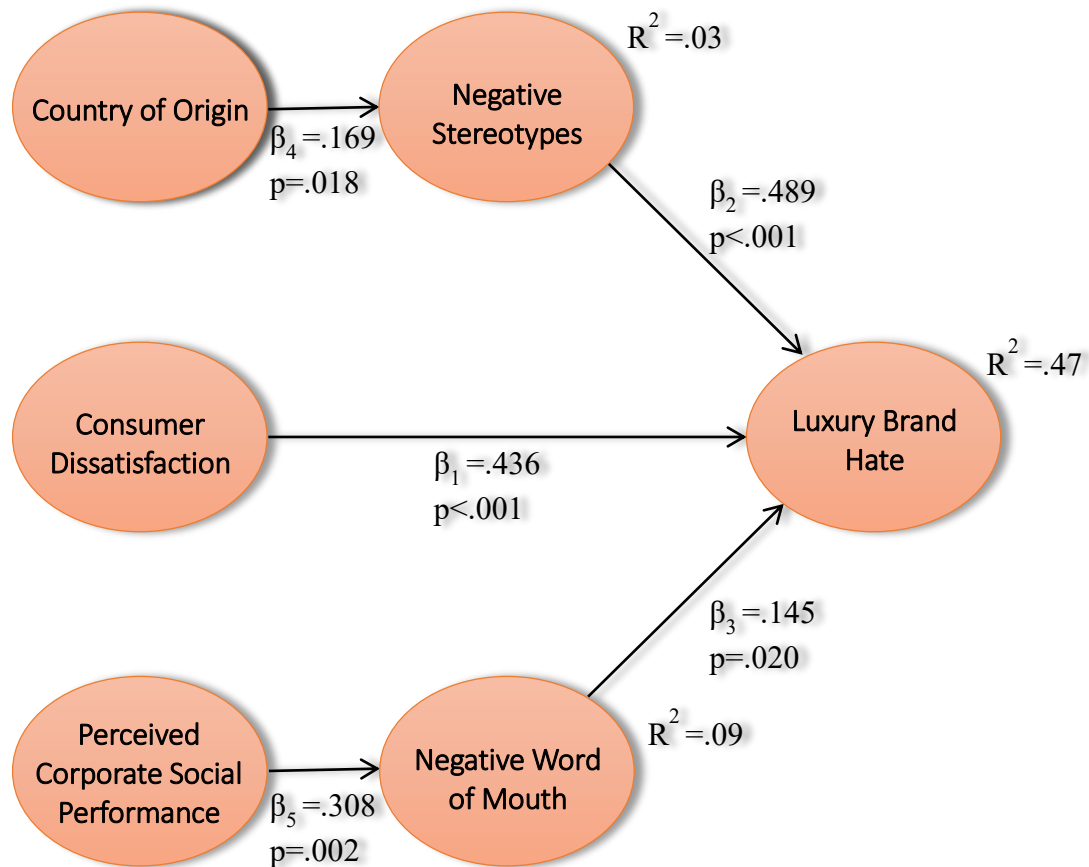 R² =.03
Country of Origin
Negative
Stereotypes
β₄ =.169
p=.018
β₂ =.489
p<.001
R² =.47
Consumer
Dissatisfaction
Luxury Brand
Hate
β₁ =.436
p<.001
β₃ =.145
p=.020
Perceived
Corporate Social
Performance
Negative Word
of Mouth
R² =.09
β₅ =.308
p=.002